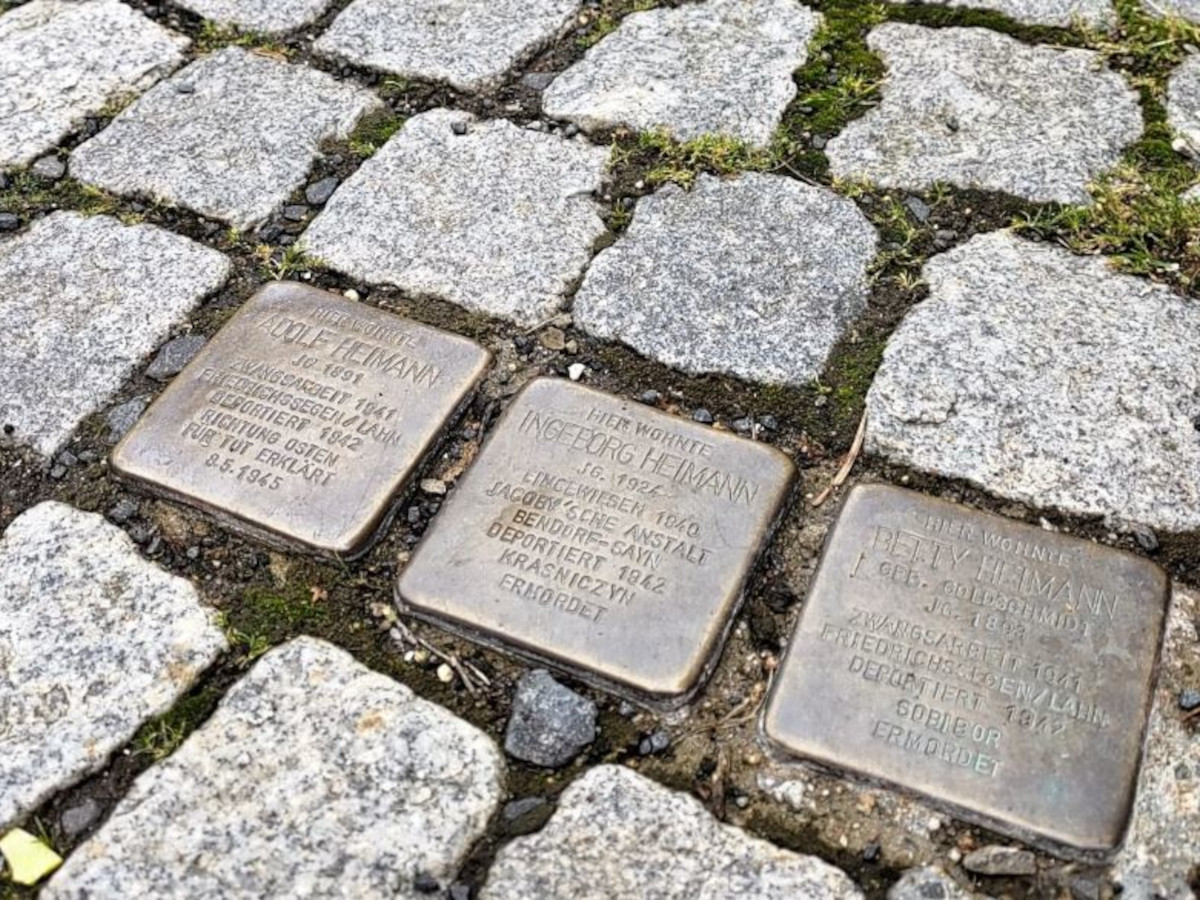 HIER WOHNTE
ADOLF HEIMANN
JG. 1891
ZWANGSARBEIT 1941
FRIEDRICHSSEGEN/LAHN
DEPORTIERT 1942
RICHTUNG OSTEN
FÜR TOT ERKLÄRT
8.5.1945
HIER WOHNTE
INGEBORG HEIMANN
JG. 1924
EINGEWIESEN 1940
JACOBY'SCHE ANSTALT
BENDORF-SAYN
DEPORTIERT 1942
KRASNICZYN
ERMORDET
HIER WOHNTE
BETTY HEIMANN
GEB. GOLDSCHMIDT
JG. 1893
ZWANGSARBEIT 1941
FRIEDRICHSSEGEN/LAHN
DEPORTIERT 1942
SOBIBOR
ERMORDET